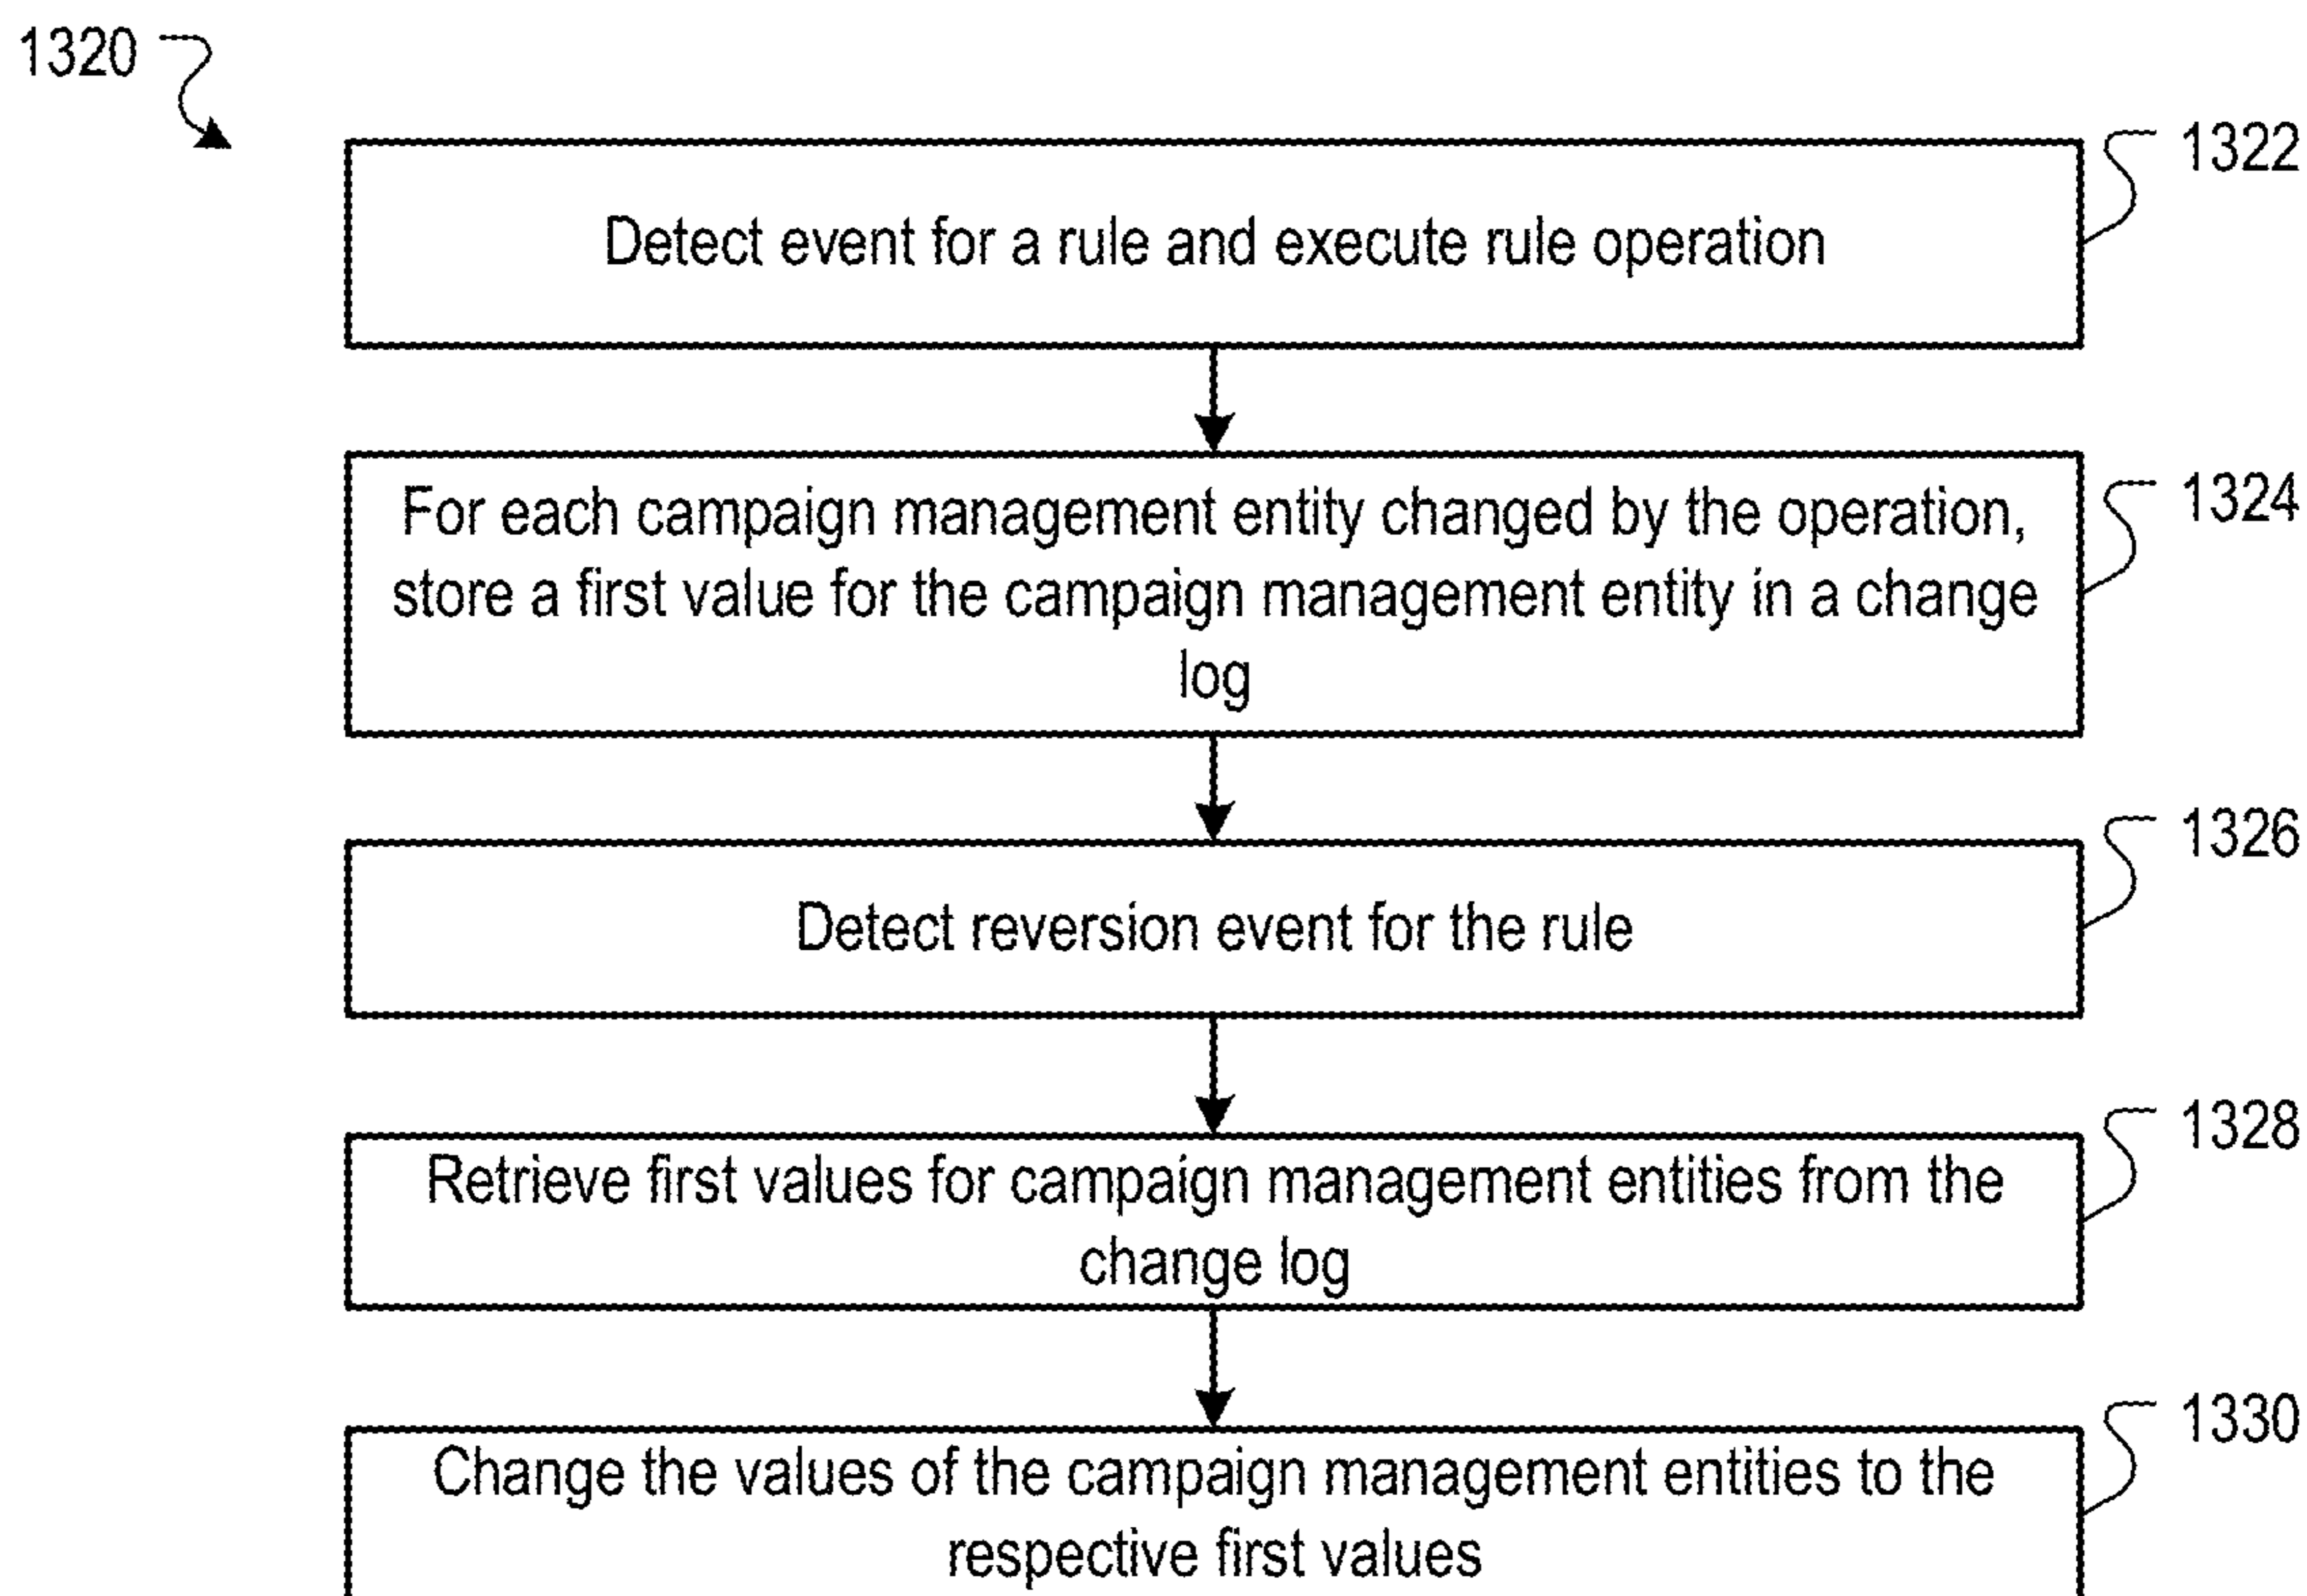 1320
1322
Detect event for a rule and execute rule operation
1324
For each campaign management entity changed by the operation,
store a first value for the campaign management entity in a change
log
1326
Detect reversion event for the rule
1328
Retrieve first values for campaign management entities from the
change log
1330
Change the values of the campaign management entities to the
respective first values